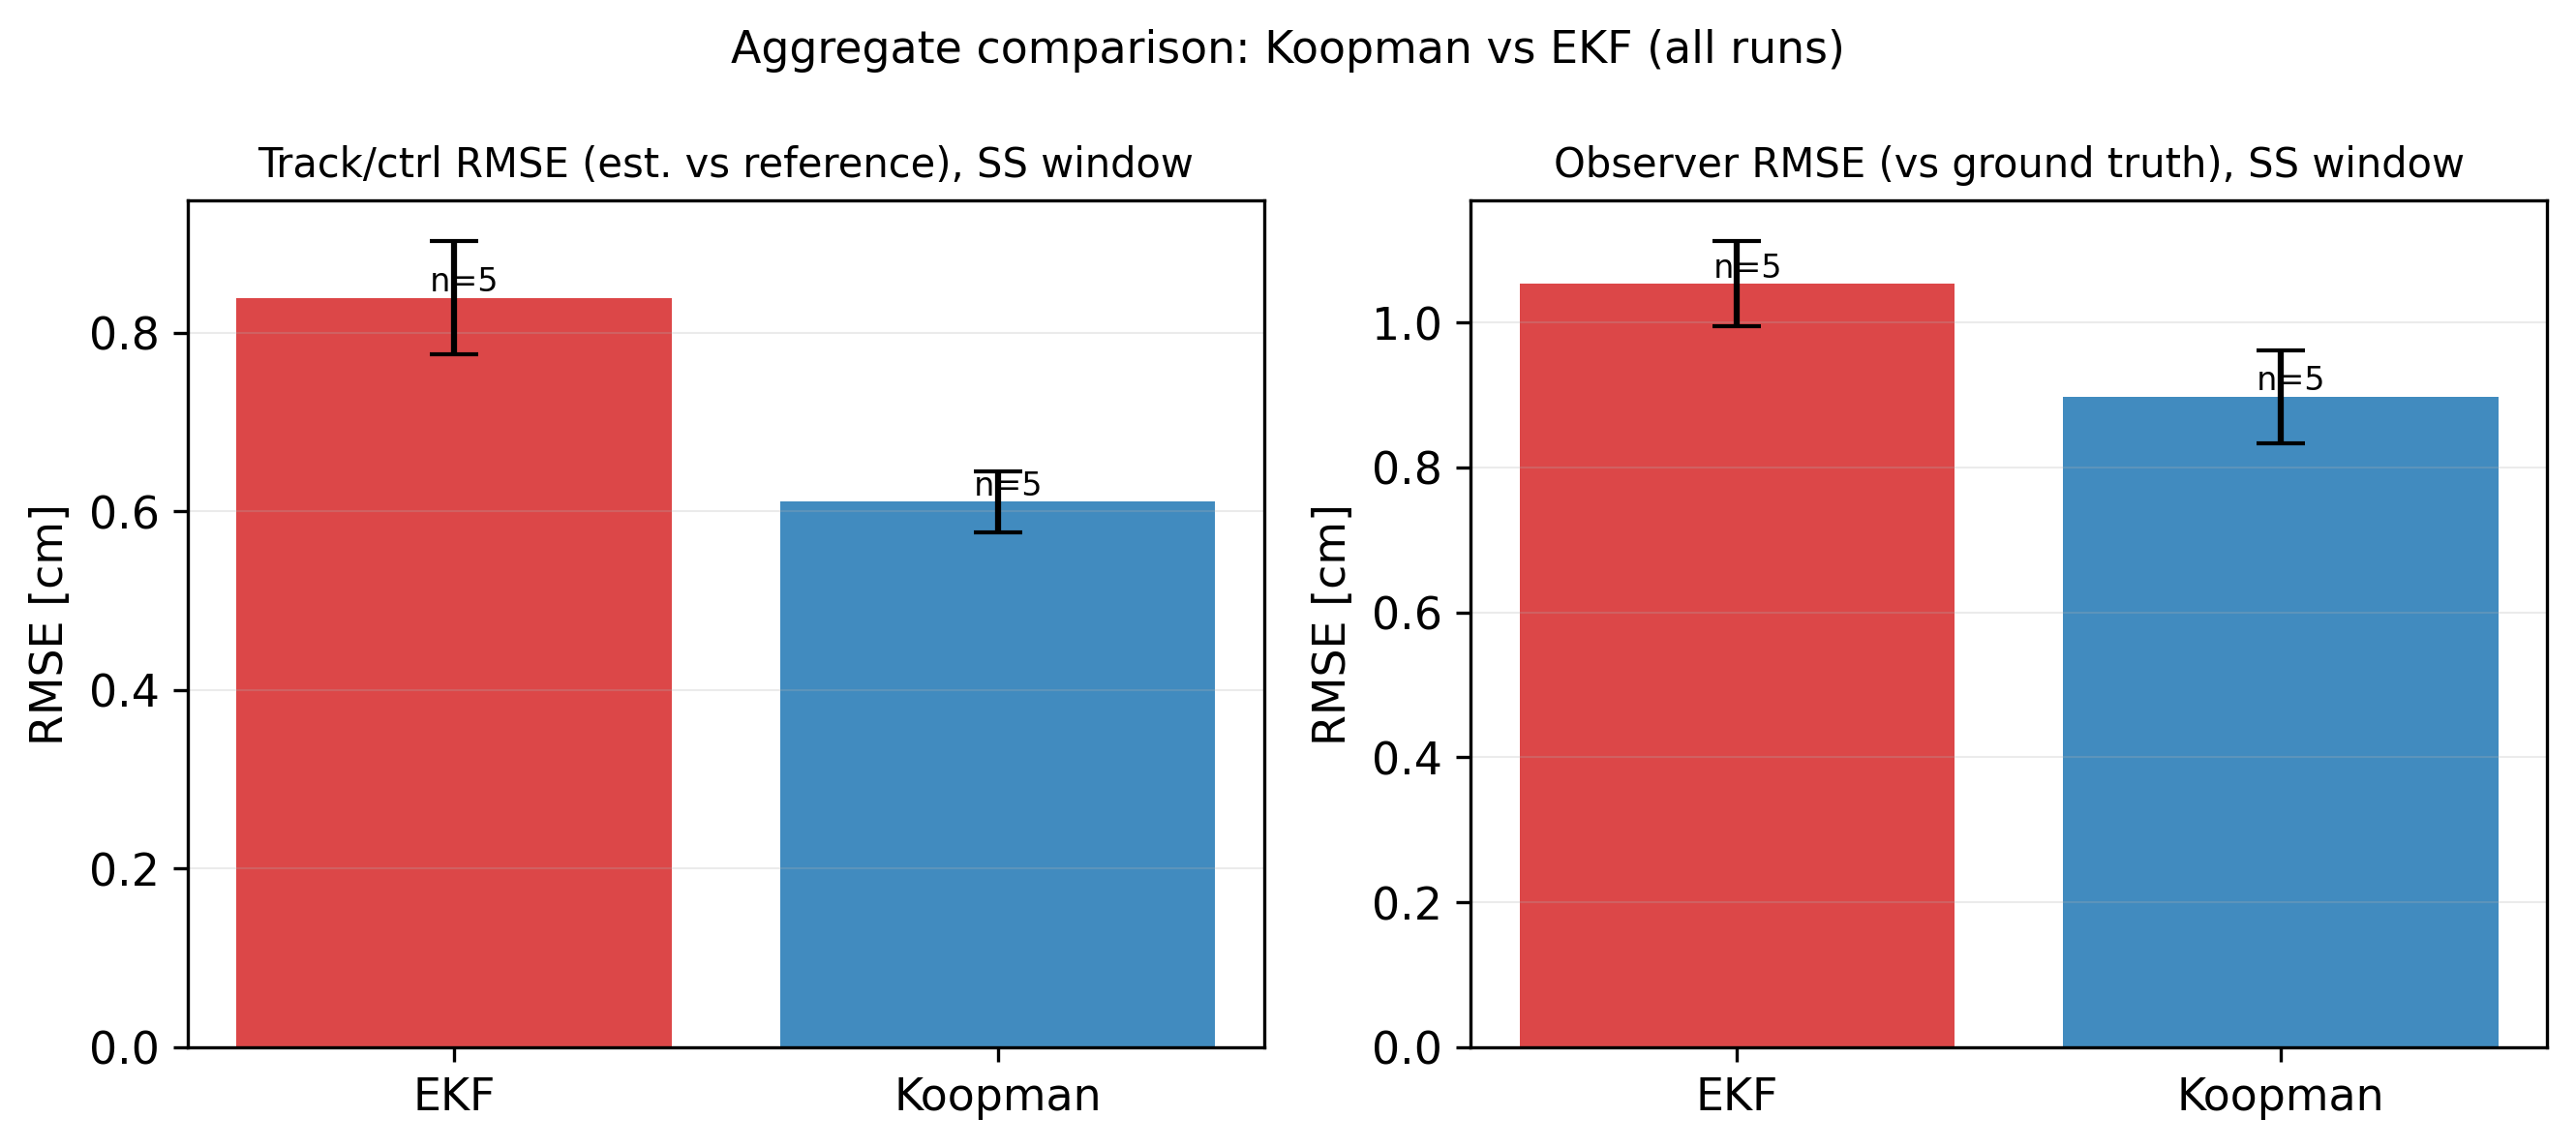 Aggregate comparison: Koopman vs EKF (all runs)
Track/ctrl RMSE (est. vs reference), SS window
RMSE [cm]
0.8
0.6
0.4
0.2
0.0
n=5
n=5
EKF
Koopman
Observer RMSE (vs ground truth), SS window
RMSE [cm]
1.0
0.8
0.6
0.4
0.2
0.0
n=5
n=5
EKF
Koopman